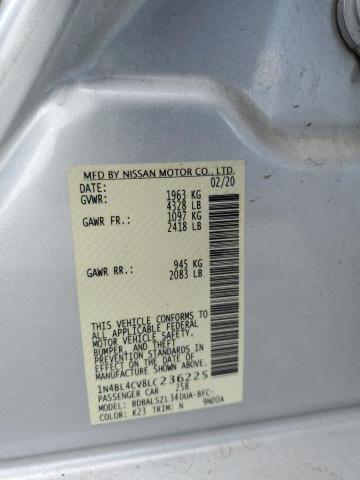 MFD BY NISSAN MOTOR CO., LTD.
DATE: 02/20
GVWR: 1963 KG
4328 LB
GAWR FR.: 1097 KG
2418 LB
GAWR RR.: 945 KG
2083 LB
THIS VEHICLE CONFORMS TO
ALL APPLICABLE FEDERAL
MOTOR VEHICLE SAFETY,
BUMPER, AND THEFT
PREVENTION STANDARDS
IN EFFECT ON THE DATE OF
MANUFACTURE SHOWN ABOVE.
1N4BL4CV8LC236225
PASSENGER CAR 258
MODEL: BDBALSZL34DUA-BFC-
COLOR: K23 TRIM: N 9N00A